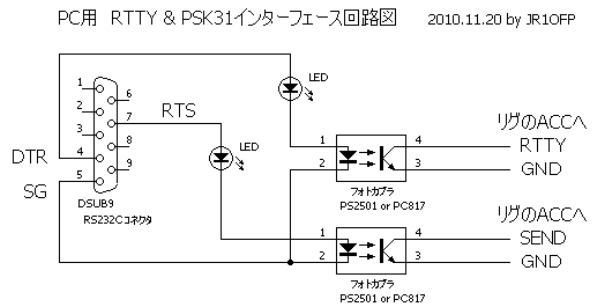 PC用 RTTY & PSK31インターフェース回路図 2010.11.20 by JR1OFP
LED
1
6
2
7
RTS
3
8
4
9
5
DTR
SG
DSUB9
RS232Cコネクタ
LED
リグのACCへ
1
4
RTTY
2
3
GND
フォトカプラ
PS2501 or PC817
リグのACCへ
1
4
SEND
2
3
GND
フォトカプラ
PS2501 or PC817